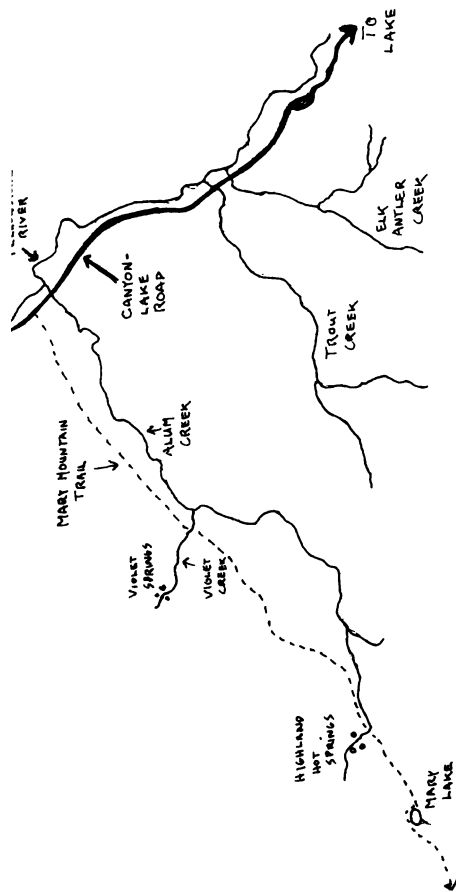 TO
LAKE
RIVER
CANYON-
LAKE
ROAD
ELK
ANTLER
CREEK
TROUT
CREEK
ALUM
CREEK
MARY MOUNTAIN
TRAIL
VIOLET
SPRINGS
VIOLET
CREEK
HIGHLAND
HOT
SPRINGS
MARY
LAKE